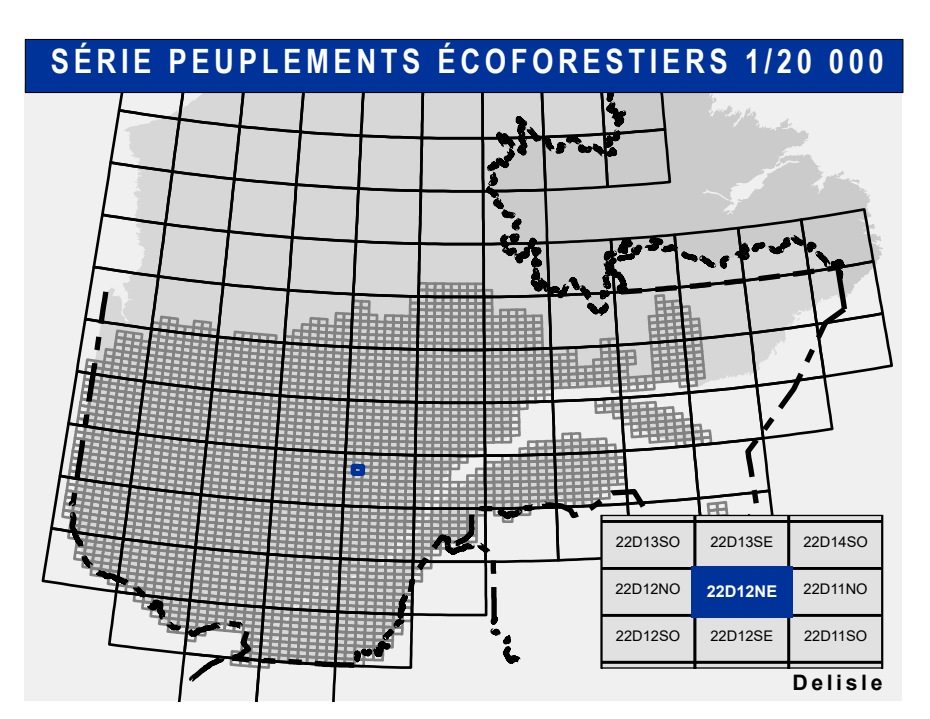 SÉRIE PEUPLEMENTS ÉCOFORESTIERS 1/20 000
22D13SO 22D13SE 22D14SO
22D12NO 22D12NE 22D11NO
22D12SO 22D12SE 22D11SO
Delisle